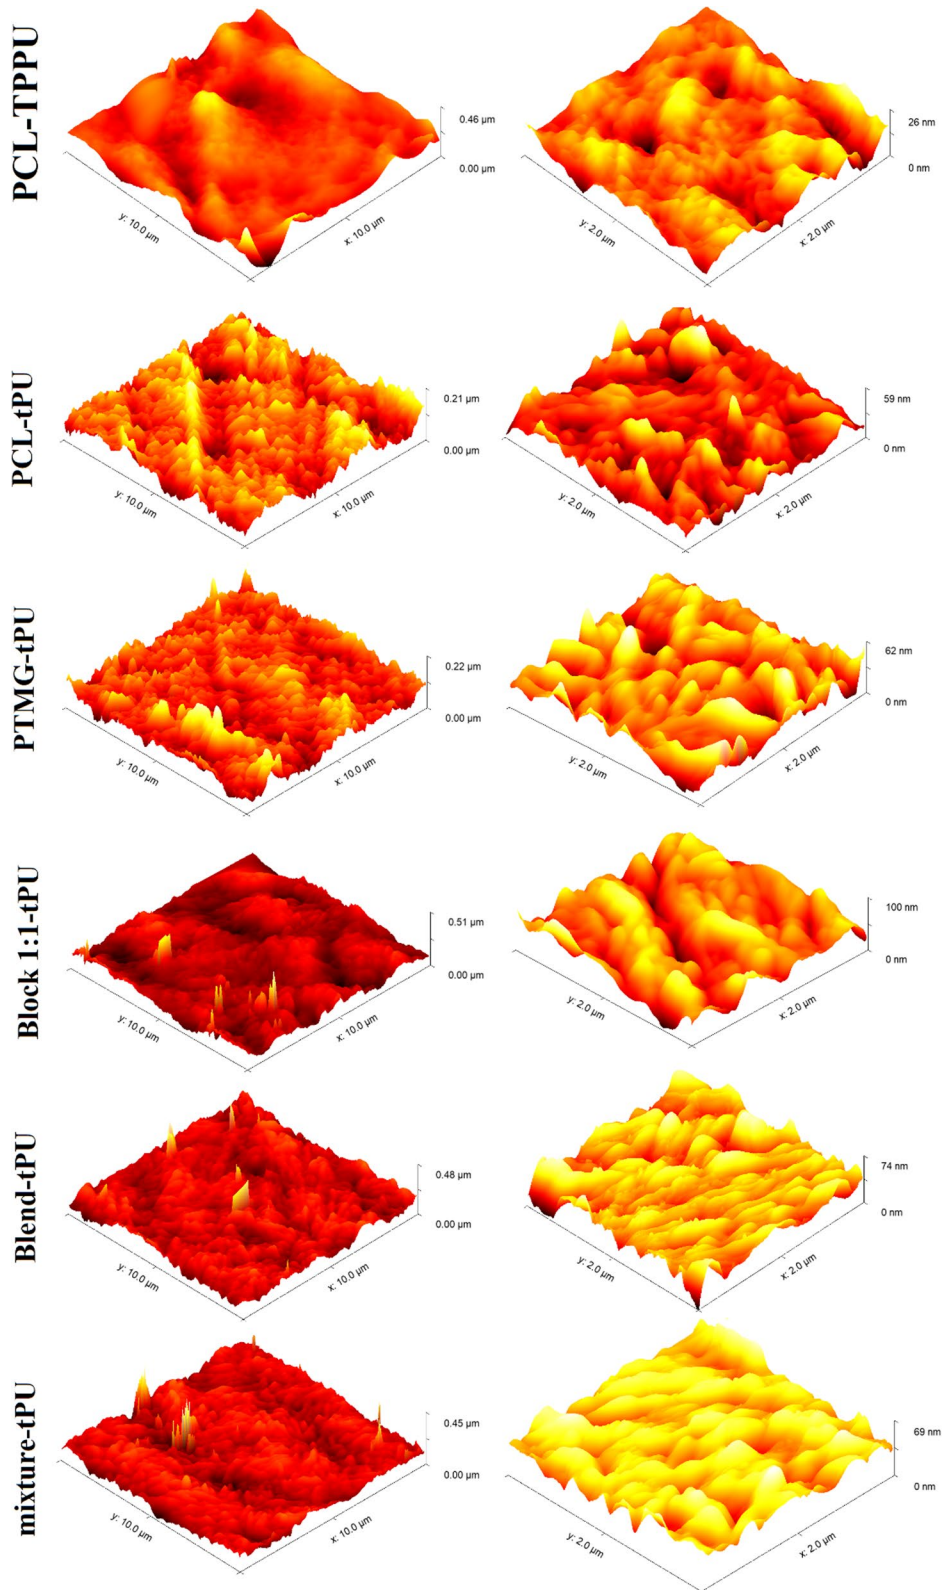 PCL-TPPU
0.46 µm
0.00 µm
y: 10.0 µm
x: 10.0 µm
26 nm
0 nm
y: 2.0 µm
x: 2.0 µm
PCL-tPU
0.21 µm
0.00 µm
y: 10.0 µm
x: 10.0 µm
59 nm
0 nm
y: 2.0 µm
x: 2.0 µm
PTMG-tPU
0.22 µm
0.00 µm
y: 10.0 µm
x: 10.0 µm
62 nm
0 nm
y: 2.0 µm
x: 2.0 µm
Block 1:1-tPU
0.51 µm
0.00 µm
y: 10.0 µm
x: 10.0 µm
100 nm
0 nm
y: 2.0 µm
x: 2.0 µm
Blend-tPU
0.48 µm
0.00 µm
y: 10.0 µm
x: 10.0 µm
74 nm
0 nm
y: 2.0 µm
x: 2.0 µm
mixture-tPU
0.45 µm
0.00 µm
y: 10.0 µm
x: 10.0 µm
69 nm
0 nm
y: 2.0 µm
x: 2.0 µm